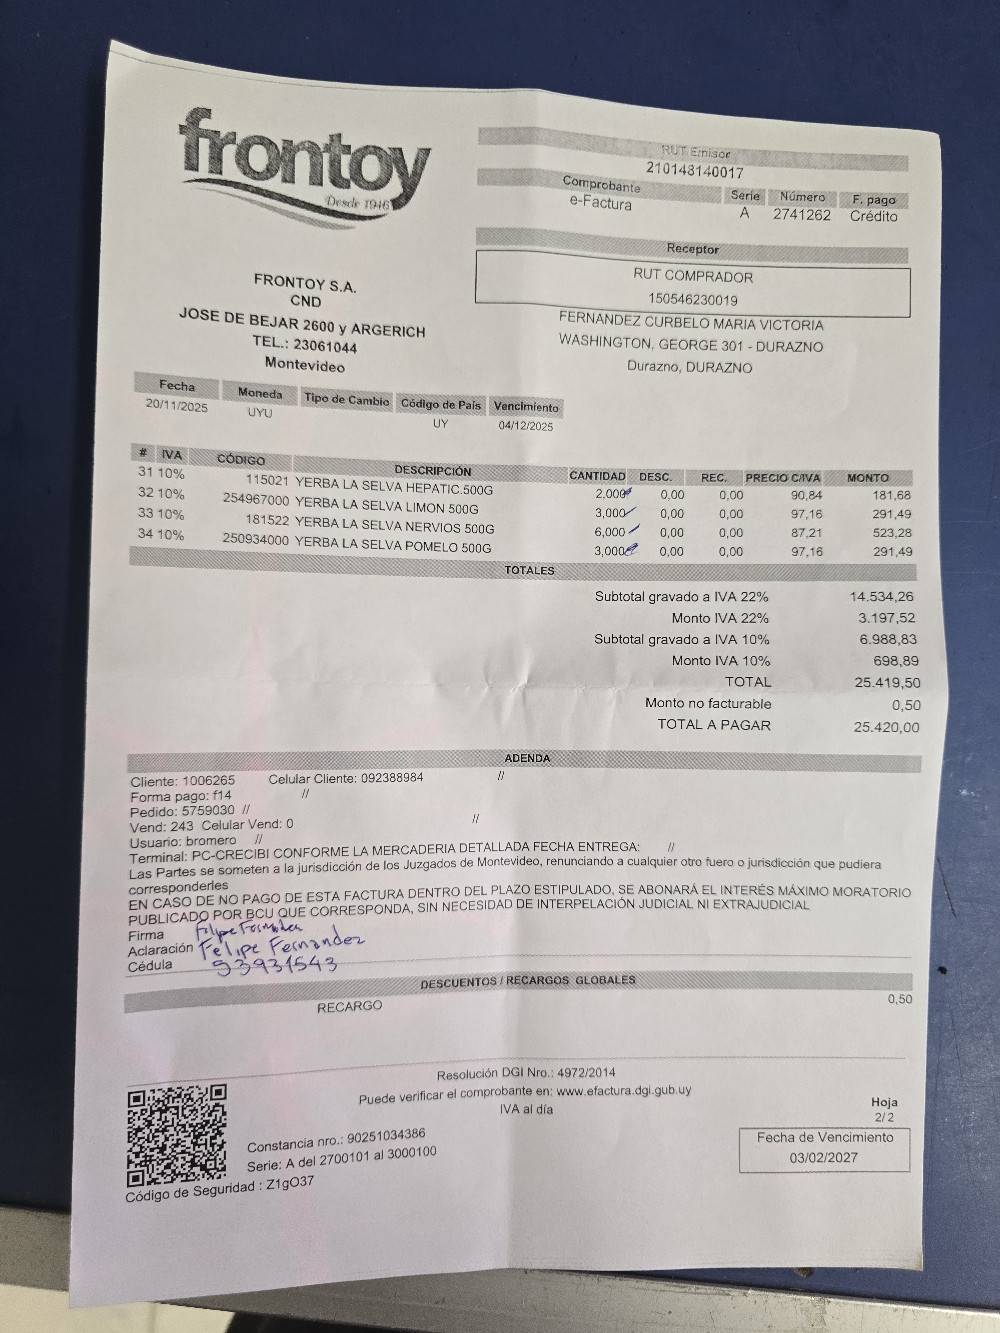 frontoy
Desde 1946
RUT Emisor
210148140017
Comprobante Serie Número F. pago
e-Factura A 2741262 Crédito
Receptor
RUT COMPRADOR
150546230019
FERNANDEZ CURBELO MARIA VICTORIA
WASHINGTON, GEORGE 301 - DURAZNO
Durazno, DURAZNO
FRONTOY S.A.
CND
JOSE DE BEJAR 2600 y ARGERICH
TEL.: 23061044
Montevideo
Fecha Moneda Tipo de Cambio Código de País Vencimiento
20/11/2025 UYU UY 04/12/2025
# IVA CÓDIGO DESCRIPCIÓN CANTIDAD DESC. REC. PRECIO C/IVA MONTO
31 10% 115021 YERBA LA SELVA HEPATIC.500G 2,000 0,00 0,00 90,84 181,68
32 10% 254967000 YERBA LA SELVA LIMON 500G 3,000 0,00 0,00 97,16 291,49
33 10% 181522 YERBA LA SELVA NERVIOS 500G 6,000 0,00 0,00 87,21 523,28
34 10% 250934000 YERBA LA SELVA POMELO 500G 3,000 0,00 0,00 97,16 291,49
TOTALES
Subtotal gravado a IVA 22% 14.534,26
Monto IVA 22% 3.197,52
Subtotal gravado a IVA 10% 6.988,83
Monto IVA 10% 698,89
TOTAL 25.419,50
Monto no facturable 0,50
TOTAL A PAGAR 25.420,00
ADENDA
Cliente: 1006265 Celular Cliente: 092388984 //
Forma pago: f14 //
Pedido: 5759030 //
Vend: 243 Celular Vend: 0 //
Usuario: bromero //
Terminal: PC-CRECIBI CONFORME LA MERCADERIA DETALLADA FECHA ENTREGA: //
Las Partes se someten a la jurisdicción de los Juzgados de Montevideo, renunciando a cualquier otro fuero o jurisdicción que pudiera
corresponderles
EN CASO DE NO PAGO DE ESTA FACTURA DENTRO DEL PLAZO ESTIPULADO, SE ABONARÁ EL INTERÉS MÁXIMO MORATORIO
PUBLICADO POR BCU QUE CORRESPONDA, SIN NECESIDAD DE INTERPELACIÓN JUDICIAL NI EXTRAJUDICIAL
Firma Filipe Fernandez
Aclaración Felipe Fernandez
Cédula 93931543
DESCUENTOS / RECARGOS GLOBALES
RECARGO 0,50
Resolución DGI Nro.: 4972/2014
Puede verificar el comprobante en: www.efactura.dgi.gub.uy
IVA al día
Constancia nro.: 90251034386
Serie: A del 2700101 al 3000100
Código de Seguridad : Z1gO37
Hoja
2/2
Fecha de Vencimiento
03/02/2027